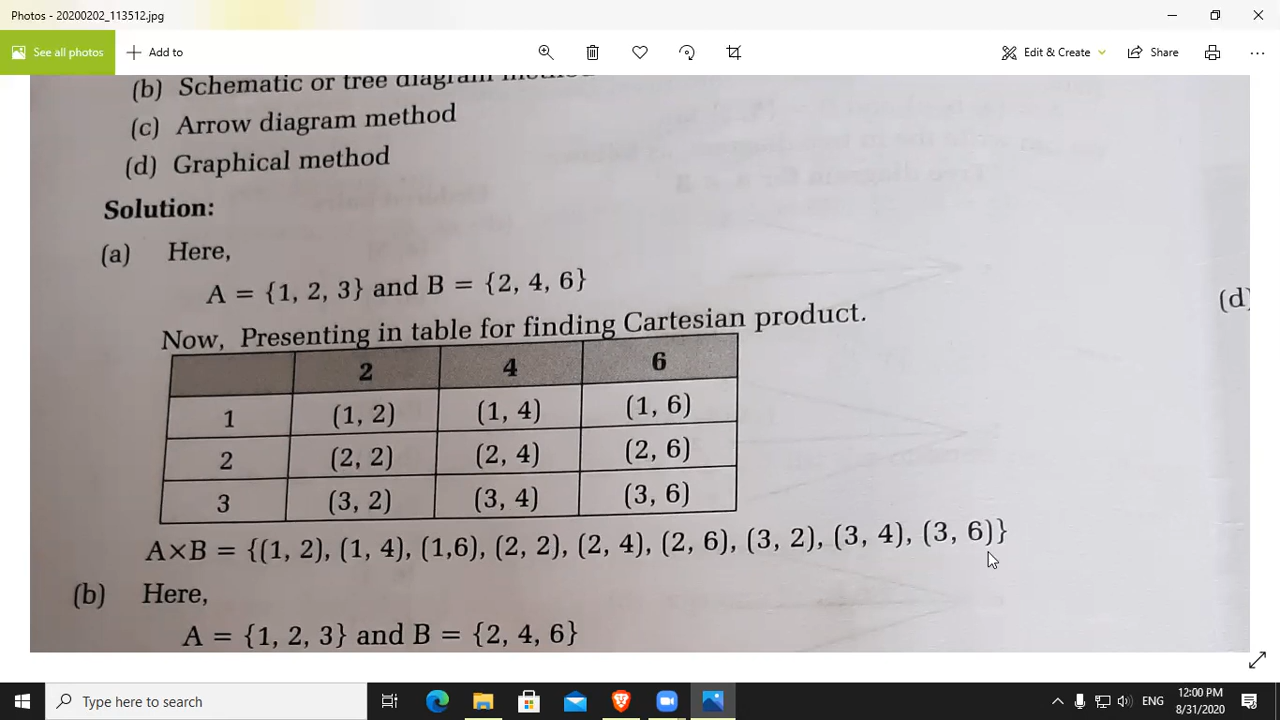 Photos - 20200202_113512.jpg
See all photos
Add to
Edit & Create
Share
(b) Schematic or tree diagram method
(c) Arrow diagram method
(d) Graphical method
Solution:
(a) Here,
A = {1, 2, 3} and B = {2, 4, 6}
(d)
Now, Presenting in table for finding Cartesian product.
2 4 6
1 (1, 2) (1, 4) (1, 6)
2 (2, 2) (2, 4) (2, 6)
3 (3, 2) (3, 4) (3, 6)
A×B = {(1, 2), (1, 4), (1,6), (2, 2), (2, 4), (2, 6), (3, 2), (3, 4), (3, 6)}
(b) Here,
A = {1, 2, 3} and B = {2, 4, 6}
Type here to search
ENG
12:00 PM
8/31/2020